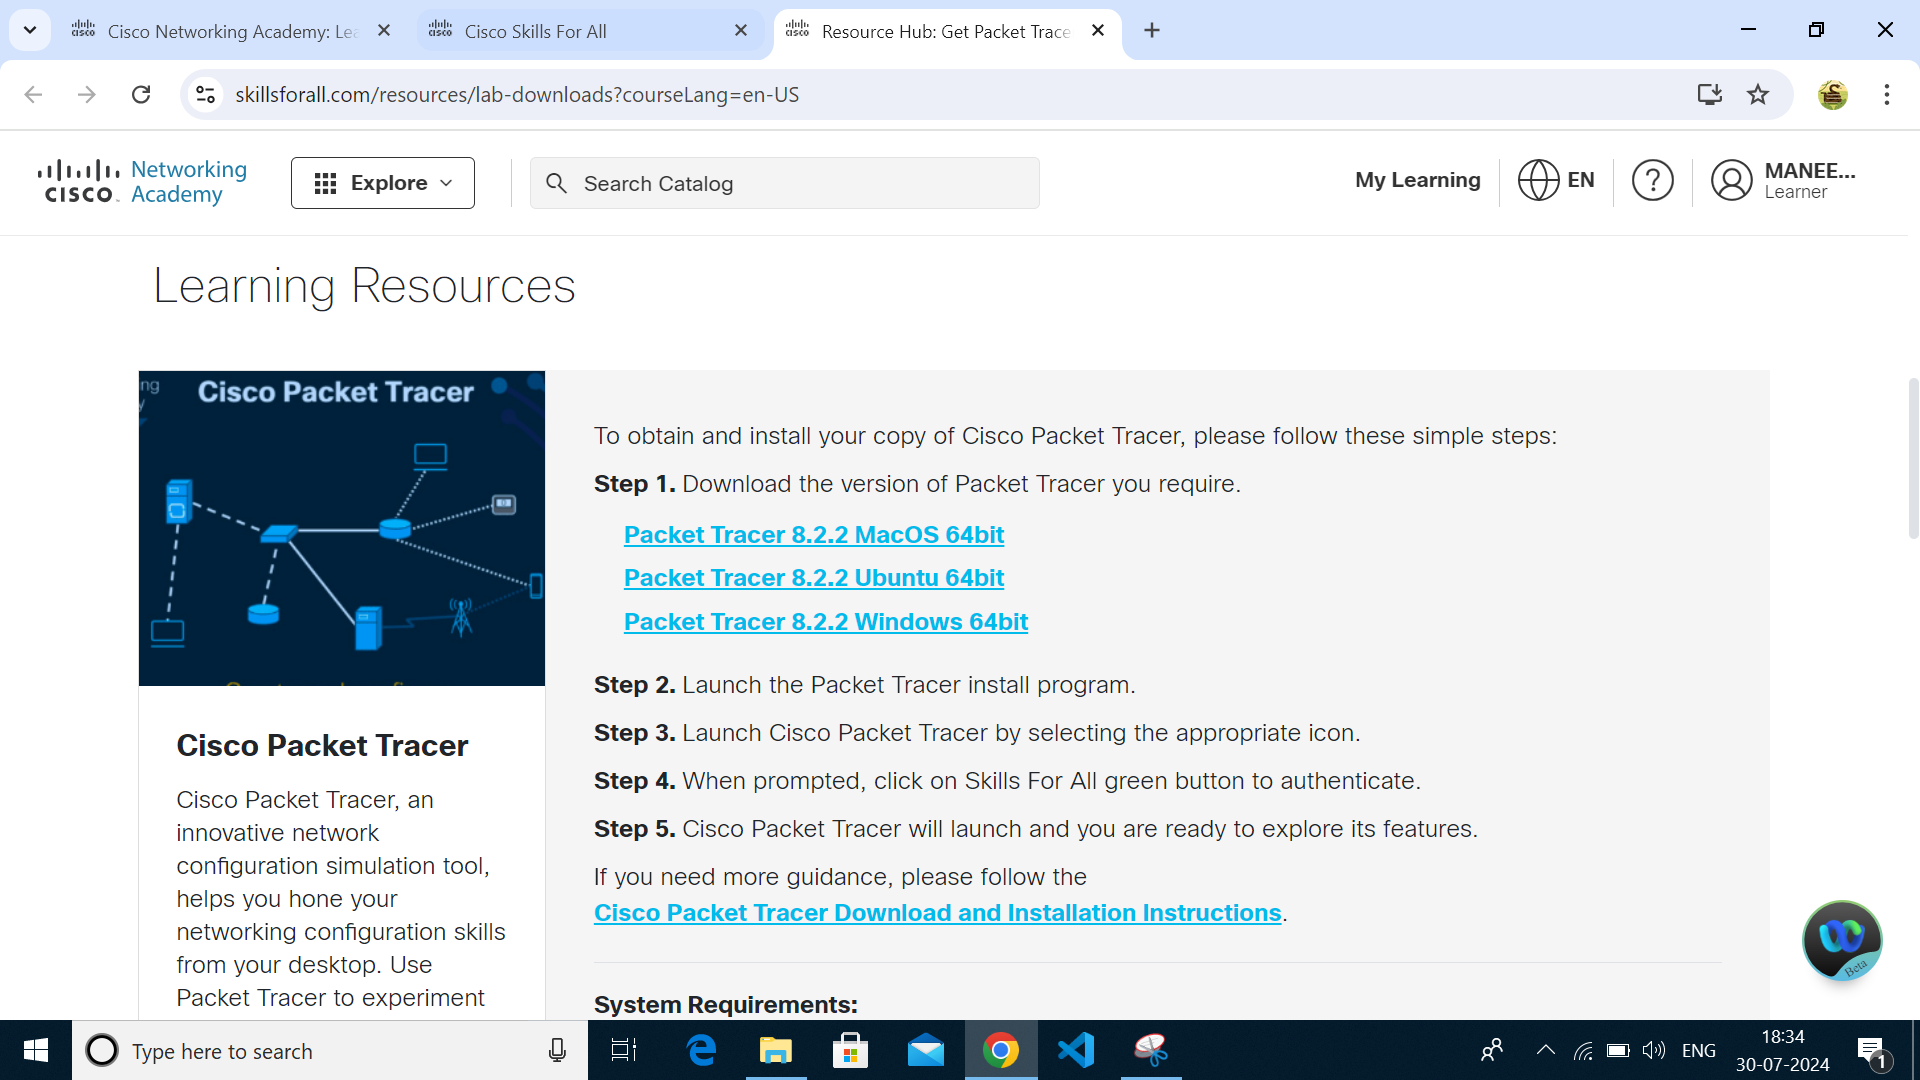 Cisco Networking Academy: Lea
Cisco Skills For All
Resource Hub: Get Packet Trace
skillsforall.com/resources/lab-downloads?courseLang=en-US
CISCO Networking Academy
Explore
Search Catalog
My Learning
EN
MANEE...
Learner
Learning Resources
ng
y
Cisco Packet Tracer
Cisco Packet Tracer
Cisco Packet Tracer, an
innovative network
configuration simulation tool,
helps you hone your
networking configuration skills
from your desktop. Use
Packet Tracer to experiment
To obtain and install your copy of Cisco Packet Tracer, please follow these simple steps:
Step 1. Download the version of Packet Tracer you require.
Packet Tracer 8.2.2 MacOS 64bit
Packet Tracer 8.2.2 Ubuntu 64bit
Packet Tracer 8.2.2 Windows 64bit
Step 2. Launch the Packet Tracer install program.
Step 3. Launch Cisco Packet Tracer by selecting the appropriate icon.
Step 4. When prompted, click on Skills For All green button to authenticate.
Step 5. Cisco Packet Tracer will launch and you are ready to explore its features.
If you need more guidance, please follow the
Cisco Packet Tracer Download and Installation Instructions.
System Requirements:
Beta
Type here to search
ENG
18:34
30-07-2024
1